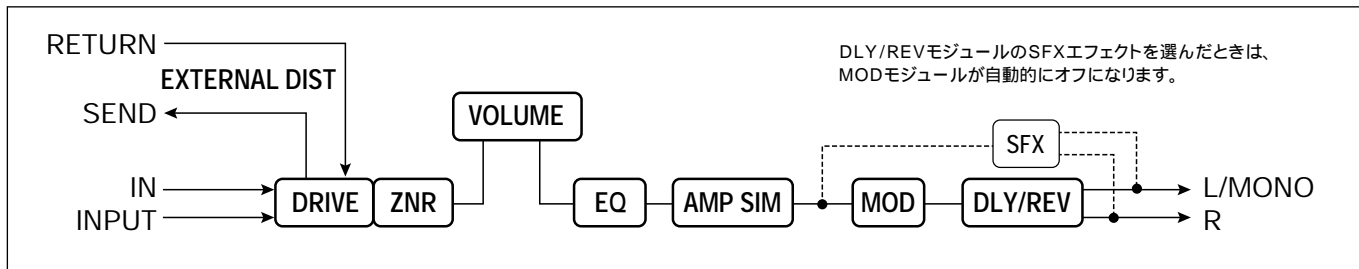 RETURN
EXTERNAL DIST
SEND
IN
INPUT
DRIVE
ZNR
VOLUME
EQ
AMP SIM
MOD
DLY/REV
SFX
L/MONO
R
DLY/REVモジュールのSFXエフェクトを選んだときは、
MODモジュールが自動的にオフになります。